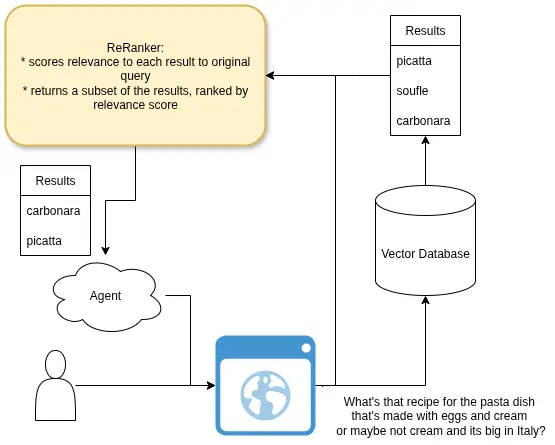 ReRanker:
* scores relevance to each result to original
query
* returns a subset of the results, ranked by
relevance score
Results
picatta
soufle
carbonara
Results
carbonara
picatta
Vector Database
Agent
What's that recipe for the pasta dish
that's made with eggs and cream
or maybe not cream and its big in Italy?